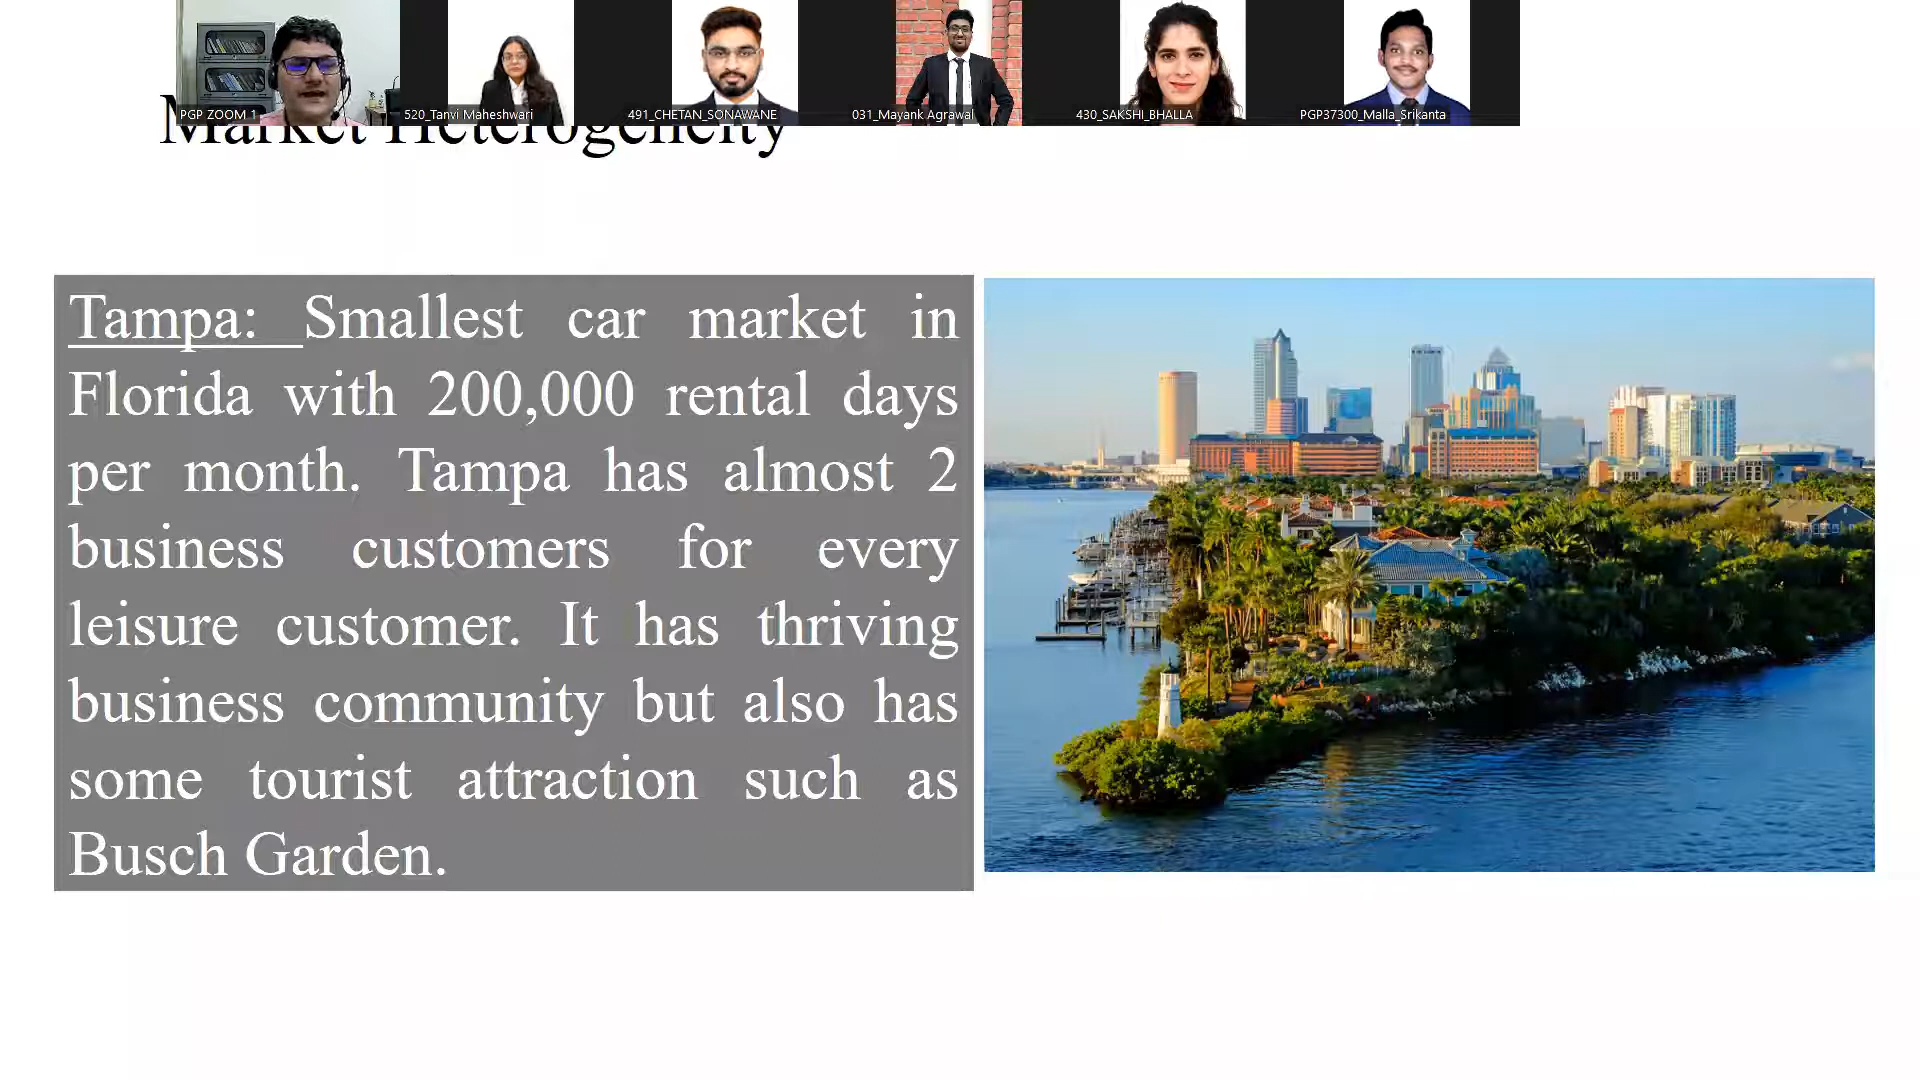 PGP ZOOM 1
520_Tanvi Maheshwari
491_CHETAN_SONAWANE
031_Mayank Agrawal
430_SAKSHI_BHALLA
PGP37300_Malla_Srikanta
Market Heterogeneity
Tampa: Smallest car market in
Florida with 200,000 rental days
per month. Tampa has almost 2
business customers for every
leisure customer. It has thriving
business community but also has
some tourist attraction such as
Busch Garden.